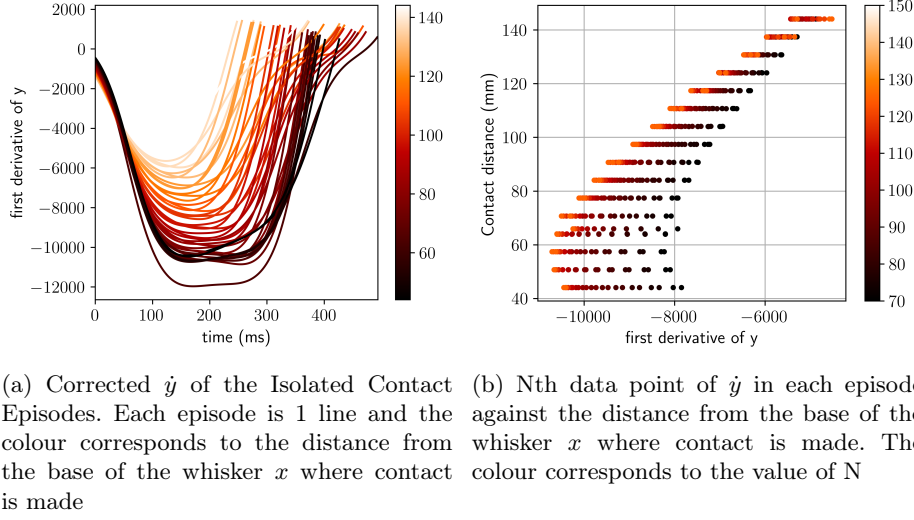 2000
0
−2000
−4000
−6000
−8000
−10000
−12000
first derivative of y
0 100 200 300 400
time (ms)
140
120
100
80
60
140
120
100
80
60
40
Contact distance (mm)
−10000 −8000 −6000
first derivative of y
150
140
130
120
110
100
90
80
70
(a) Corrected ẏ of the Isolated Contact
Episodes. Each episode is 1 line and the
colour corresponds to the distance from
the base of the whisker x where contact
is made
(b) Nth data point of ẏ in each episod
against the distance from the base of th
whisker x where contact is made. Th
colour corresponds to the value of N